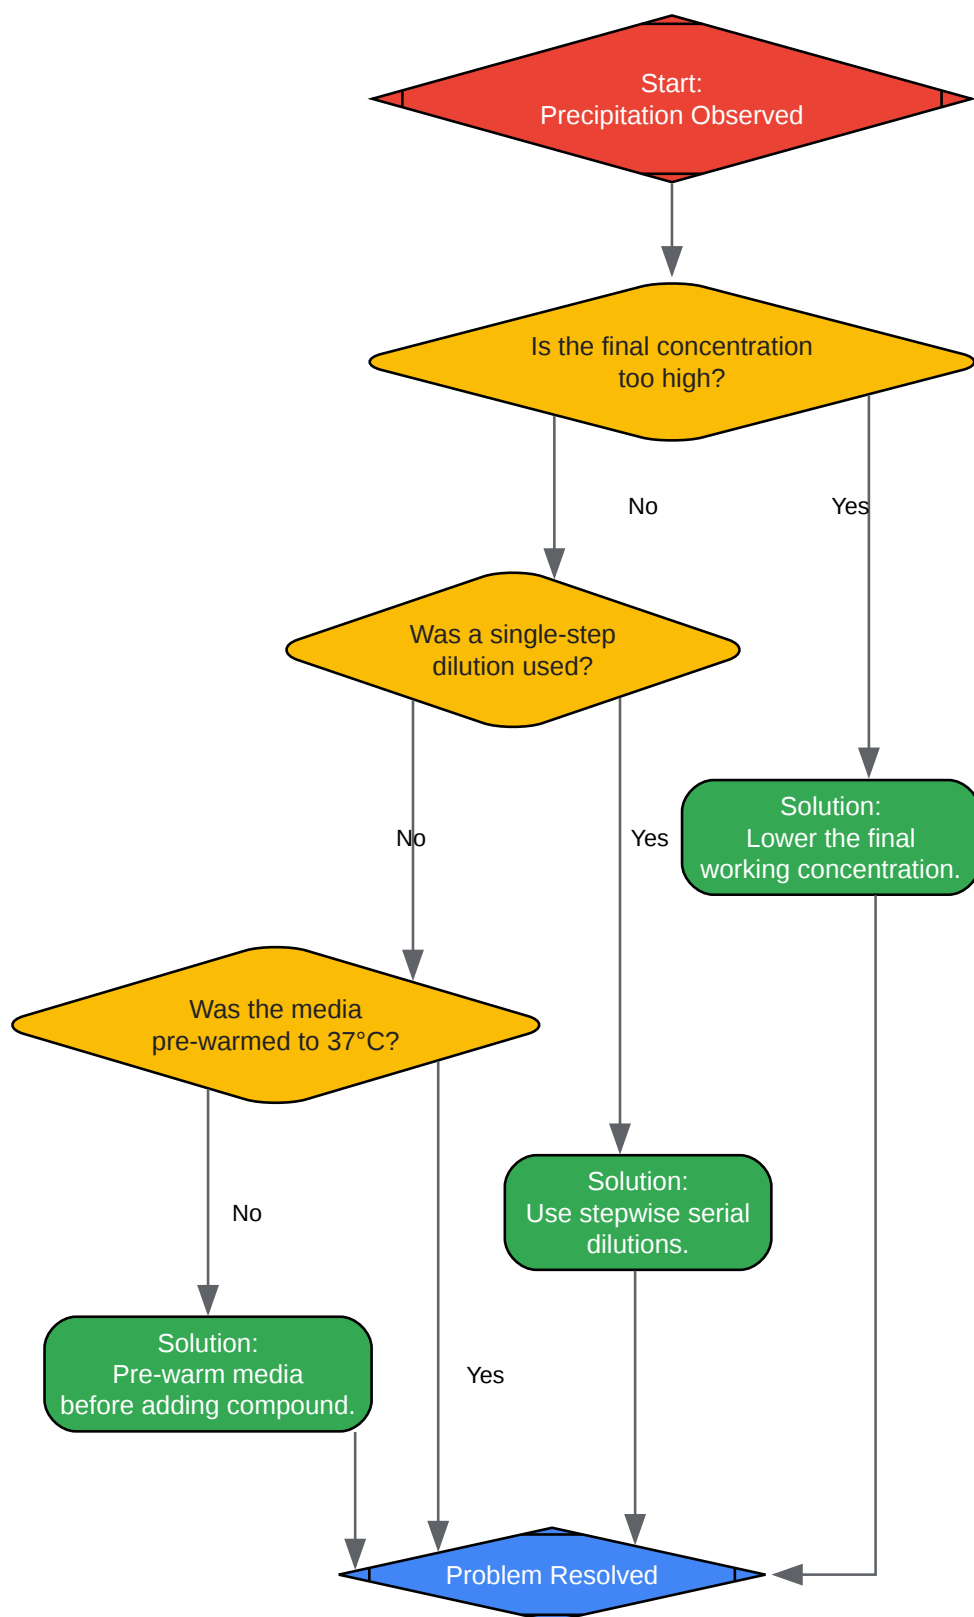 Start:
Precipitation Observed
Is the final concentration
too high?
No
Yes
Was a single-step
dilution used?
No
Yes
Solution:
Lower the final
working concentration.
Was the media
pre-warmed to 37°C?
Solution:
Use stepwise serial
dilutions.
No
Yes
Solution:
Pre-warm media
before adding compound.
Problem Resolved